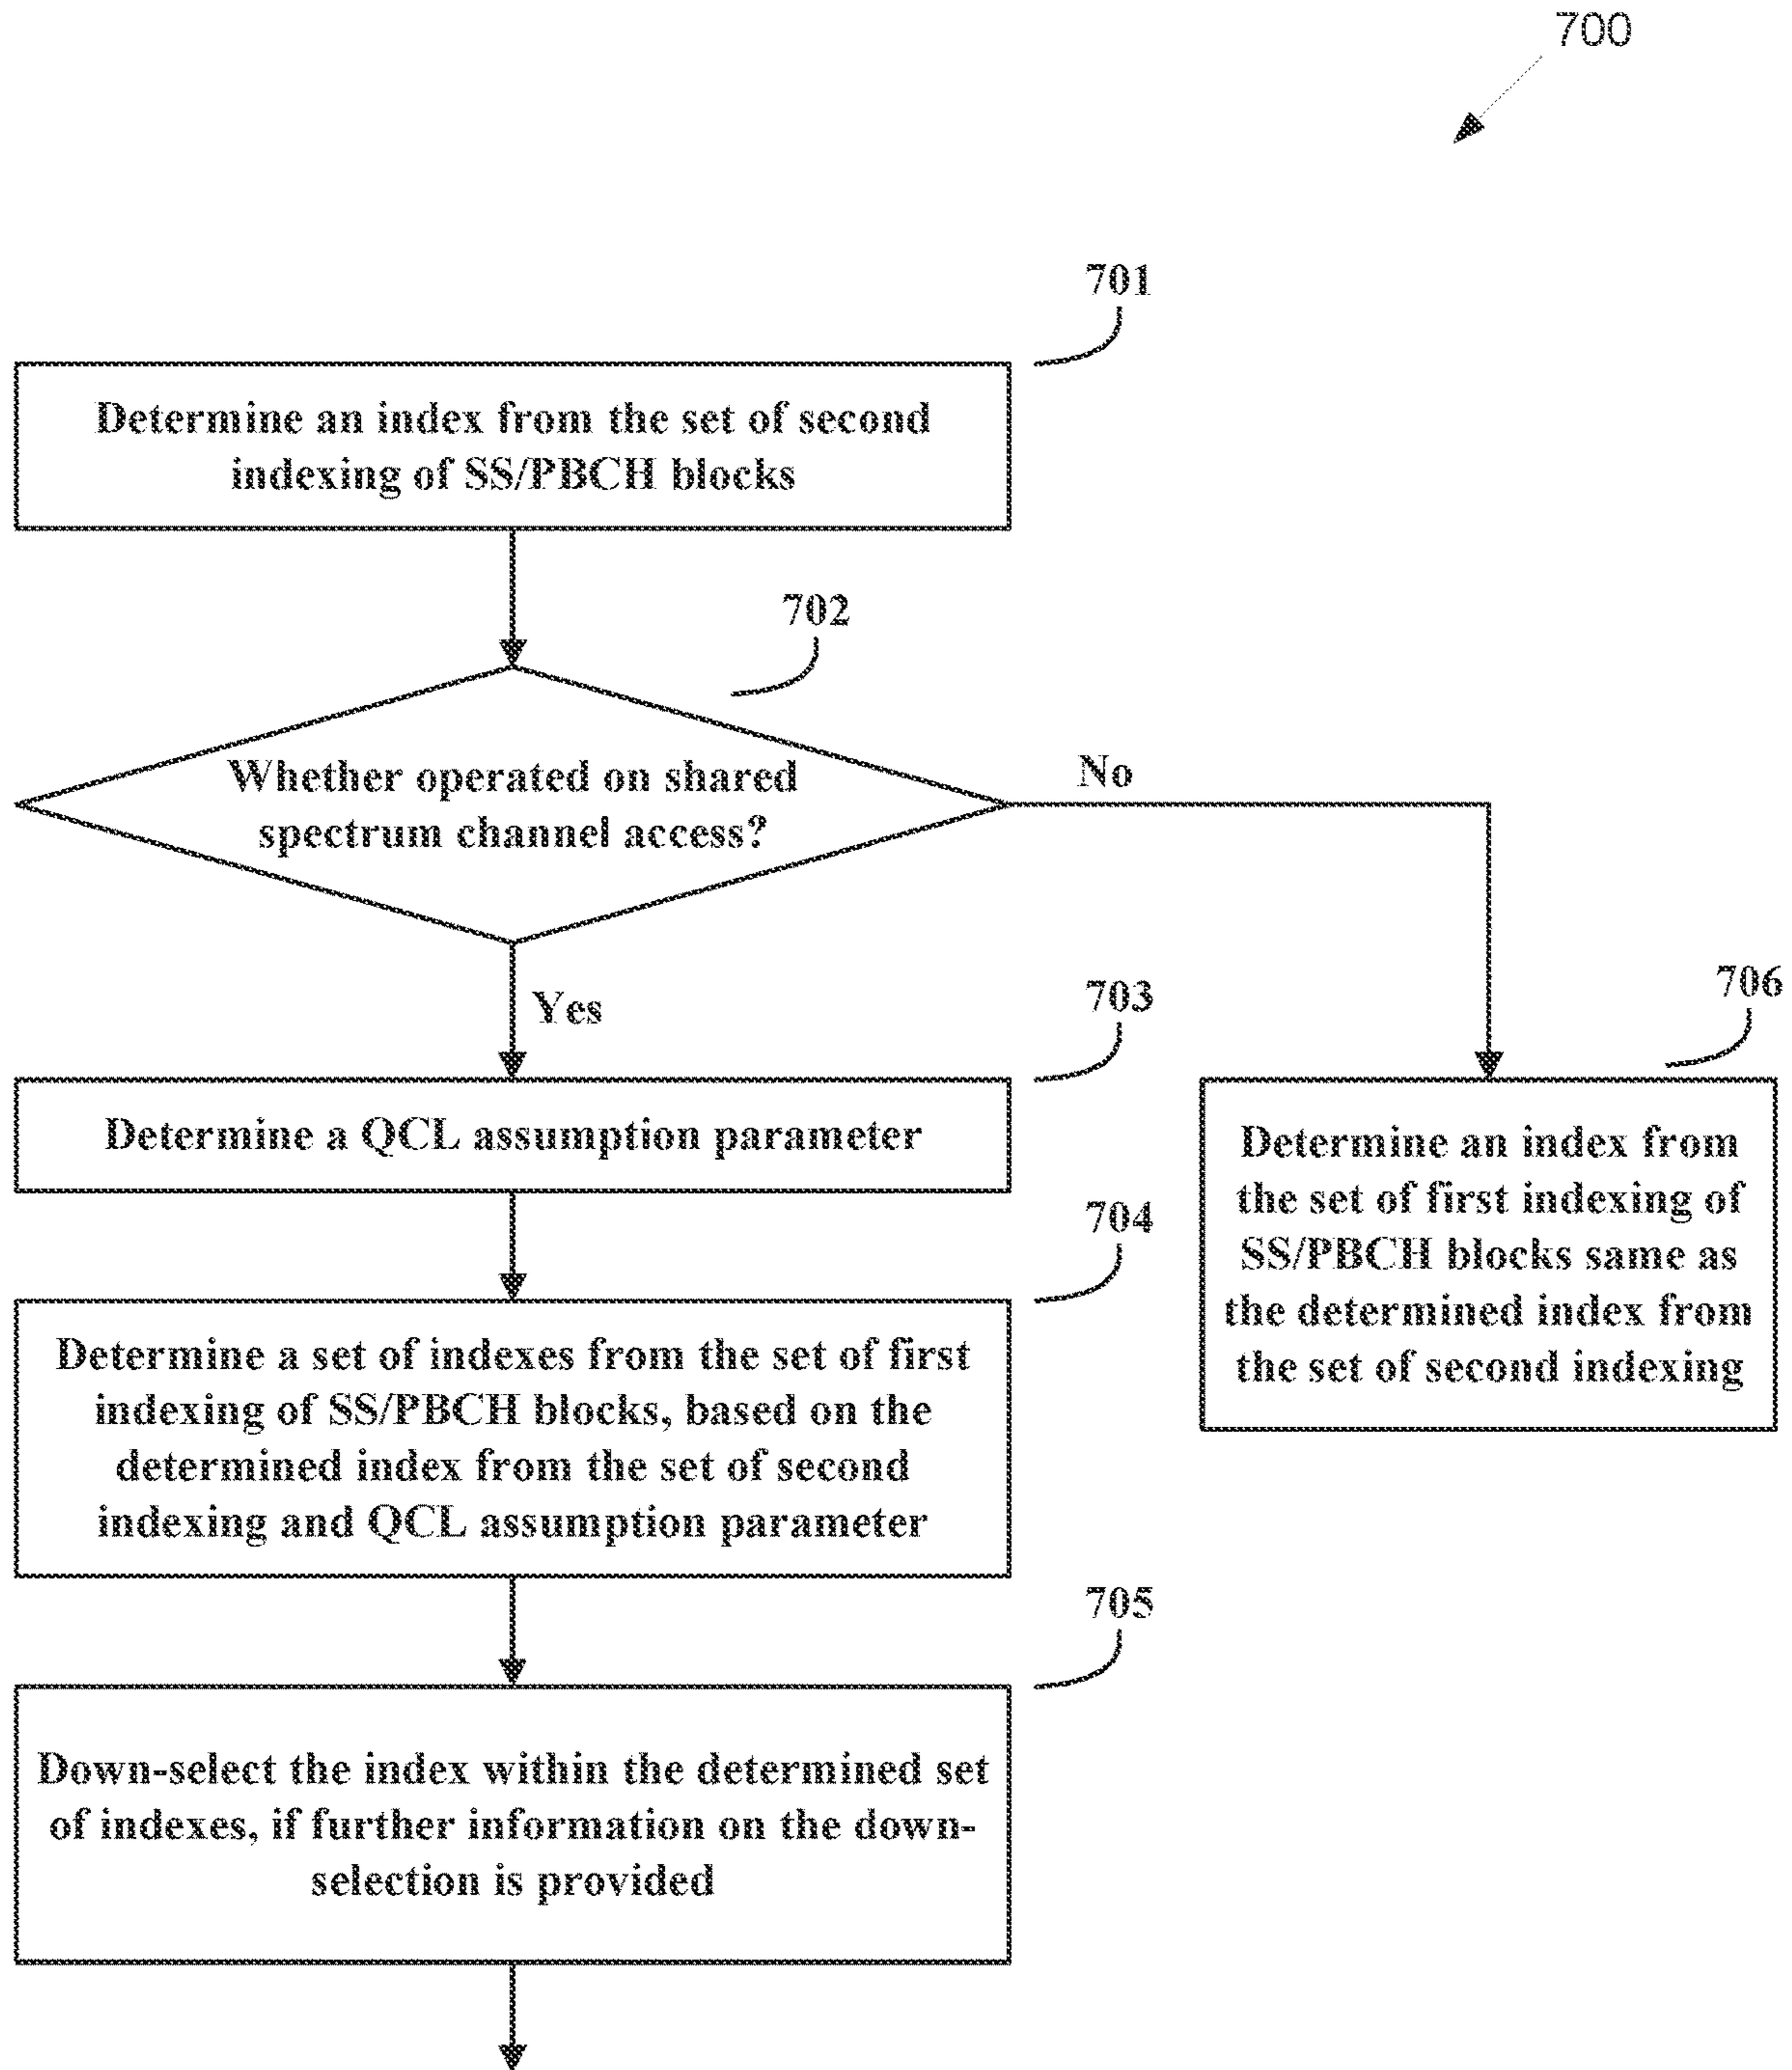 700
701
Determine an index from the set of second
indexing of SS/PBCH blocks
702
Whether operated on shared
spectrum channel access?
No
Yes
703
Determine a QCL assumption parameter
706
Determine an index from
the set of first indexing of
SS/PBCH blocks same as
the determined index from
the set of second indexing
704
Determine a set of indexes from the set of first
indexing of SS/PBCH blocks, based on the
determined index from the set of second
indexing and QCL assumption parameter
705
Down-select the index within the determined set
of indexes, if further information on the down-
selection is provided